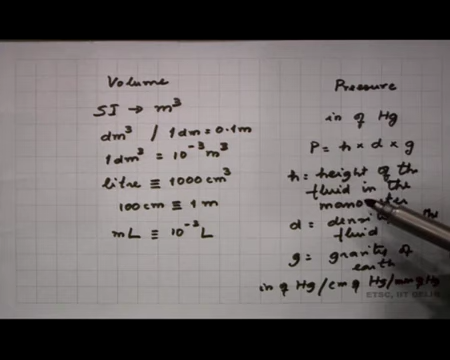 Volume
SI → m³
dm³ / 1dm = 0.1m
1dm³ = 10⁻³ m³
litre ≡ 1000 cm³
100 cm ≡ 1 m
mL ≡ 10⁻³ L
Pressure
in of Hg
P = h × d × g
h = height of the
fluid in the
d = the
fluid
g = gravity of
earth
in of Hg/cm of Hg/mm of Hg
ETSC, IIT DELHI